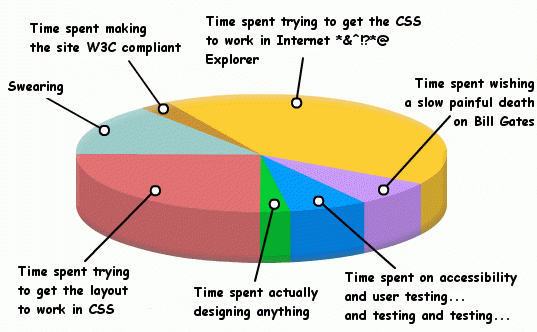 Time spent making
the site W3C compliant
Time spent trying to get the CSS
to work in Internet *&^!?*@
Explorer
Swearing
Time spent wishing
a slow painful death
on Bill Gates
Time spent trying
to get the layout
to work in CSS
Time spent actually
designing anything
Time spent on accessibility
and user testing...
and testing and testing...